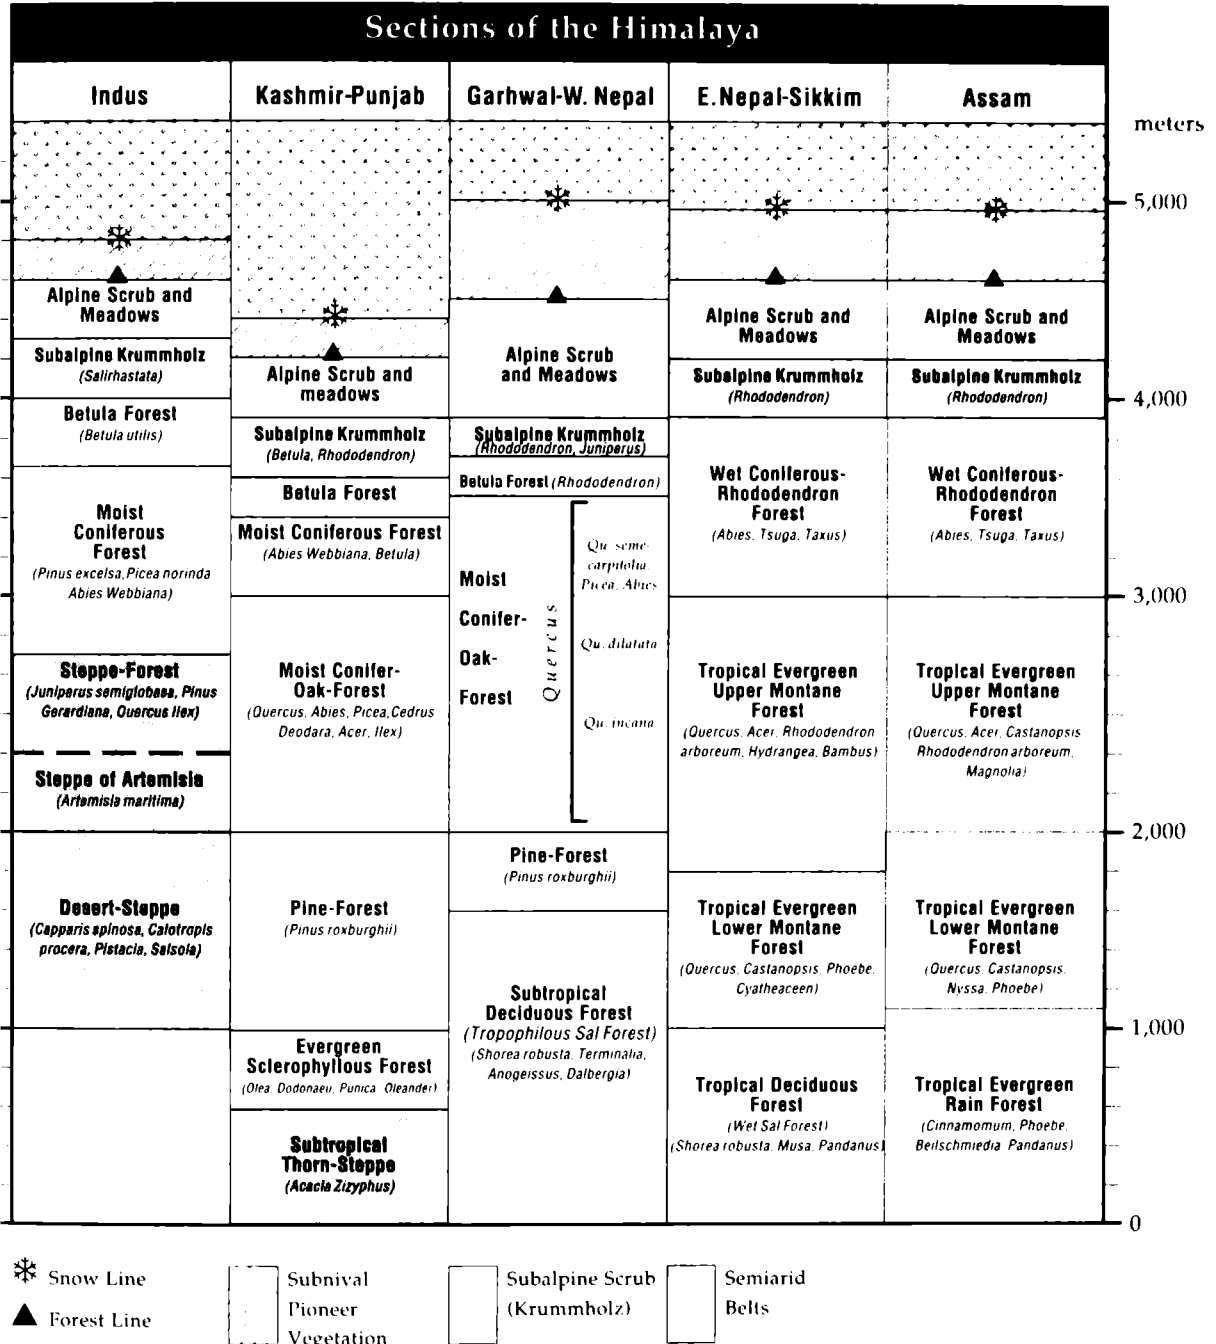 Sections of the Himalaya
Indus
Kashmir-Punjab
Garhwal-W. Nepal
E.Nepal-Sikkim
Assam
meters
5,000
4,000
3,000
2,000
1,000
0
Alpine Scrub and
Meadows
Subalpine Krummholz
(Salirhastata)
Betula Forest
(Betula utilis)
Moist
Coniferous
Forest
(Pinus excelsa, Picea norinda
Abies Webbiana)
Steppe-Forest
(Juniperus semiglobasa, Pinus
Gerardiana, Quercus Ilex)
Steppe of Artemisia
(Artemisia maritima)
Desert-Steppe
(Capparis spinosa, Calotropis
procera, Pistacia, Salsola)
Alpine Scrub and
meadows
Subalpine Krummholz
(Betula, Rhododendron)
Betula Forest
Moist Coniferous Forest
(Abies Webbiana, Betula)
Moist Conifer-
Oak-Forest
(Quercus, Abies, Picea, Cedrus
Deodara, Acer, Ilex)
Pine-Forest
(Pinus roxburghii)
Evergreen
Sclerophyllous Forest
(Olea, Dodonaeu, Punica, Oleander)
Subtropical
Thorn-Steppe
(Acacia Zizyphus)
Alpine Scrub
and Meadows
Subalpine Krummholz
(Rhododendron, Juniperus)
Betula Forest (Rhododendron)
Moist
Conifer-
Oak-
Forest
Quercus
Qu. seme-
carpitolia,
Picea, Abies
Qu. dilatata
Qu. incana
Pine-Forest
(Pinus roxburghii)
Subtropical
Deciduous Forest
(Tropophilous Sal Forest)
(Shorea robusta, Terminalia,
Anogeissus, Dalbergia)
Alpine Scrub and
Meadows
Subalpine Krummholz
(Rhododendron)
Wet Coniferous-
Rhododendron
Forest
(Abies, Tsuga, Taxus)
Tropical Evergreen
Upper Montane
Forest
(Quercus, Acer, Rhododendron
arboreum, Hydrangea, Bambus)
Tropical Evergreen
Lower Montane
Forest
(Quercus, Castanopsis, Phoebe,
Cyatheaceen)
Tropical Deciduous
Forest
(Wet Sal Forest)
(Shorea robusta, Musa, Pandanus)
Alpine Scrub and
Meadows
Subalpine Krummholz
(Rhododendron)
Wet Coniferous-
Rhododendron
Forest
(Abies, Tsuga, Taxus)
Tropical Evergreen
Upper Montane
Forest
(Quercus, Acer, Castanopsis
Rhododendron arboreum,
Magnolia)
Tropical Evergreen
Lower Montane
Forest
(Quercus, Castanopsis,
Nyssa, Phoebe)
Tropical Evergreen
Rain Forest
(Cinnamomum, Phoebe,
Beilschmiedia, Pandanus)
Snow Line
Forest Line
Subnival
Pioneer
Vegetation
Subalpine Scrub
(Krummholz)
Semiarid
Belts